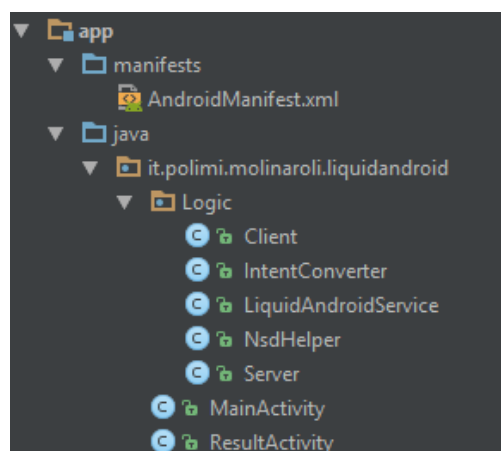 app
manifests
AndroidManifest.xml
java
it.polimi.molinaroli.liquidandroid
Logic
C Client
C IntentConverter
C LiquidAndroidService
C NsdHelper
C Server
C MainActivity
C ResultActivity